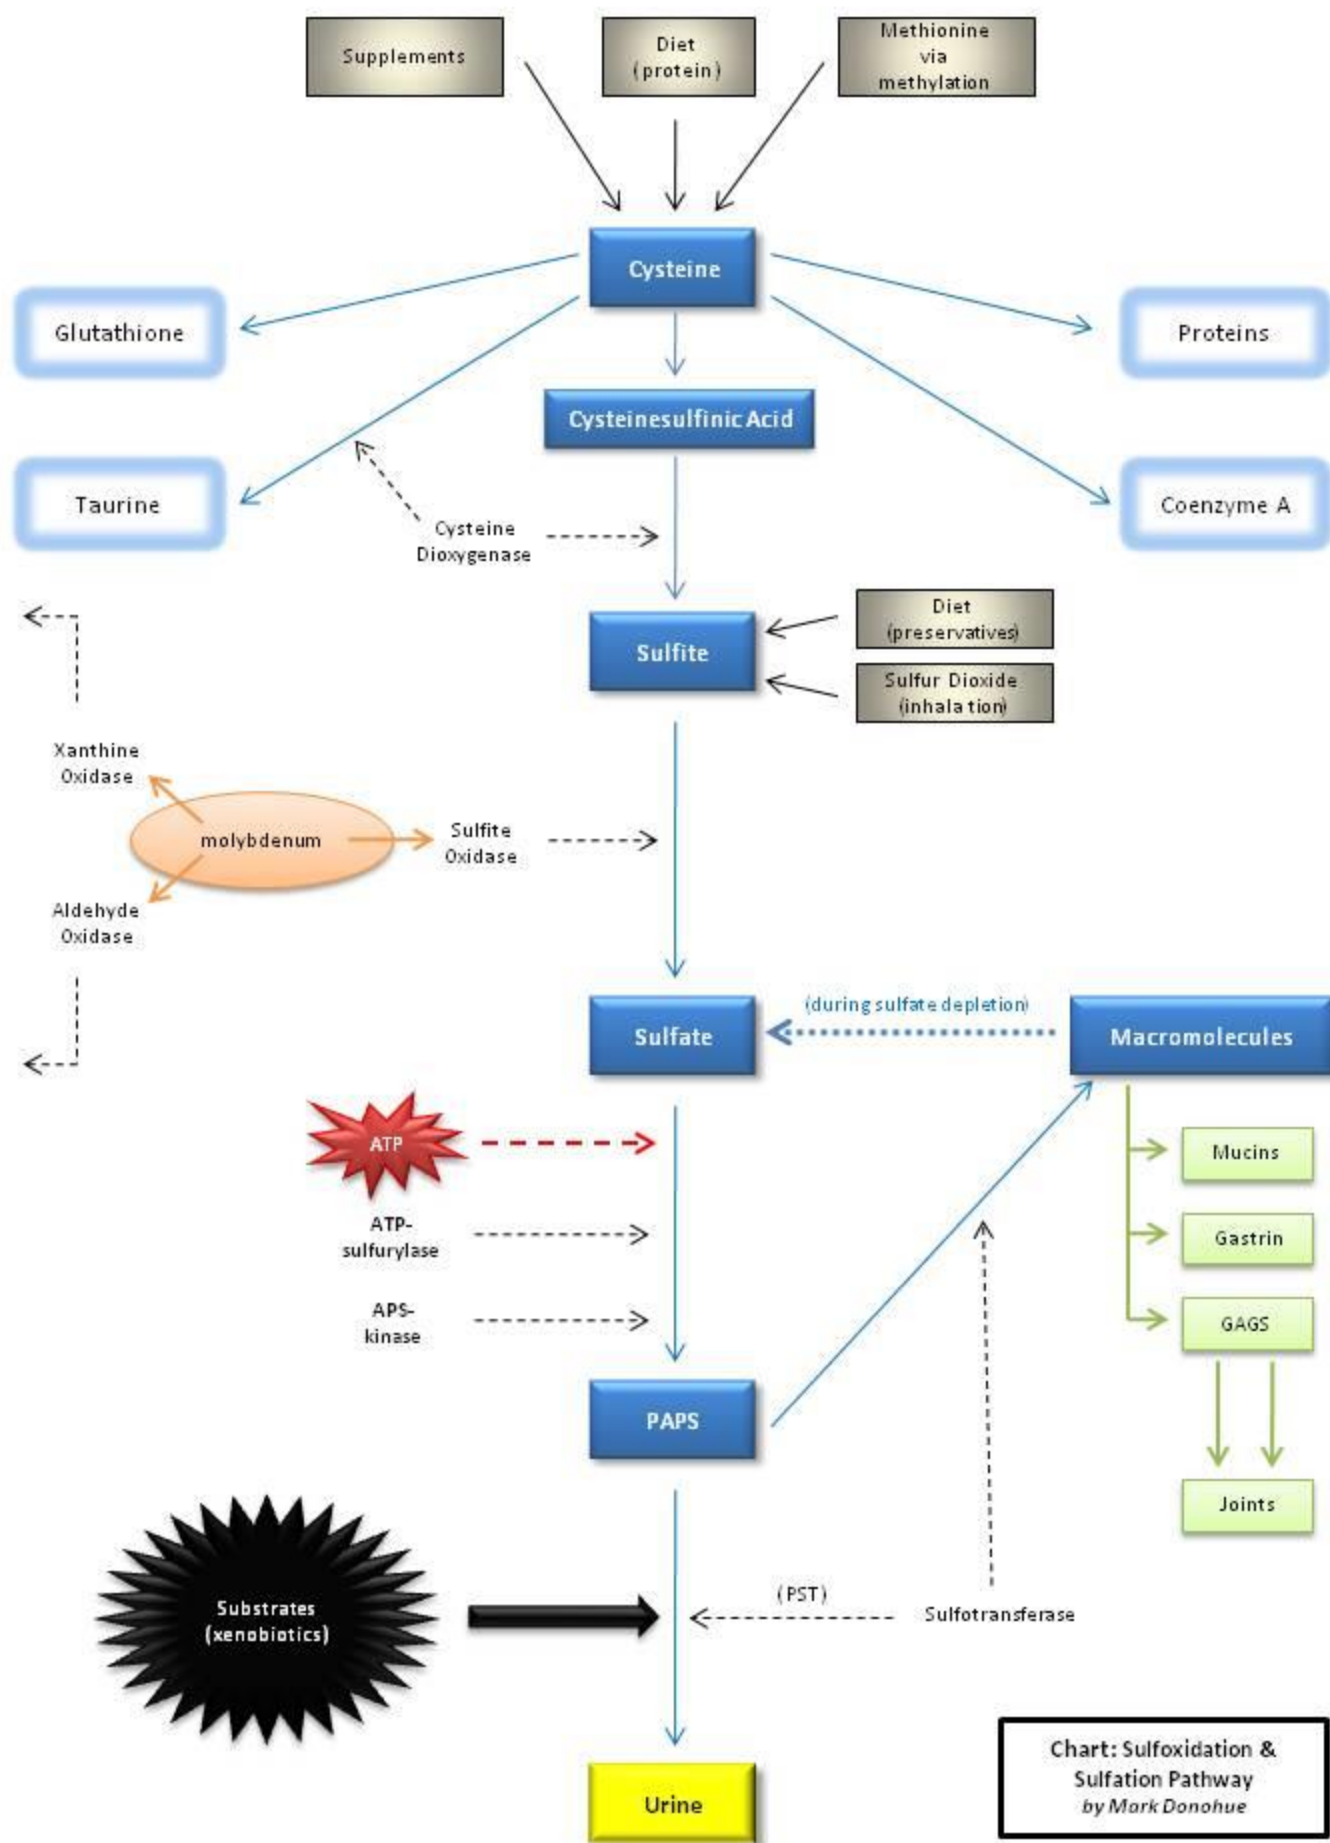 Supplements
Diet
(protein)
Methionine
via
methylation
Cysteine
Glutathione
Proteins
Cysteinesulfinic Acid
Taurine
Coenzyme A
Cysteine
Dioxygenase
Diet
(preservatives)
Sulfite
Sulfur Dioxide
(inhalation)
Xanthine
Oxidase
molybdenum
Sulfite
Oxidase
Aldehyde
Oxidase
(during sulfate depletion)
Sulfate
Macromolecules
ATP
Mucins
ATP-
sulfurylase
Gastrin
APS-
kinase
GAGS
PAPS
Joints
Substrates
(xenobiotics)
(PST)
Sulfotransferase
Chart: Sulfoxidation &
Sulfation Pathway
by Mark Donohue
Urine